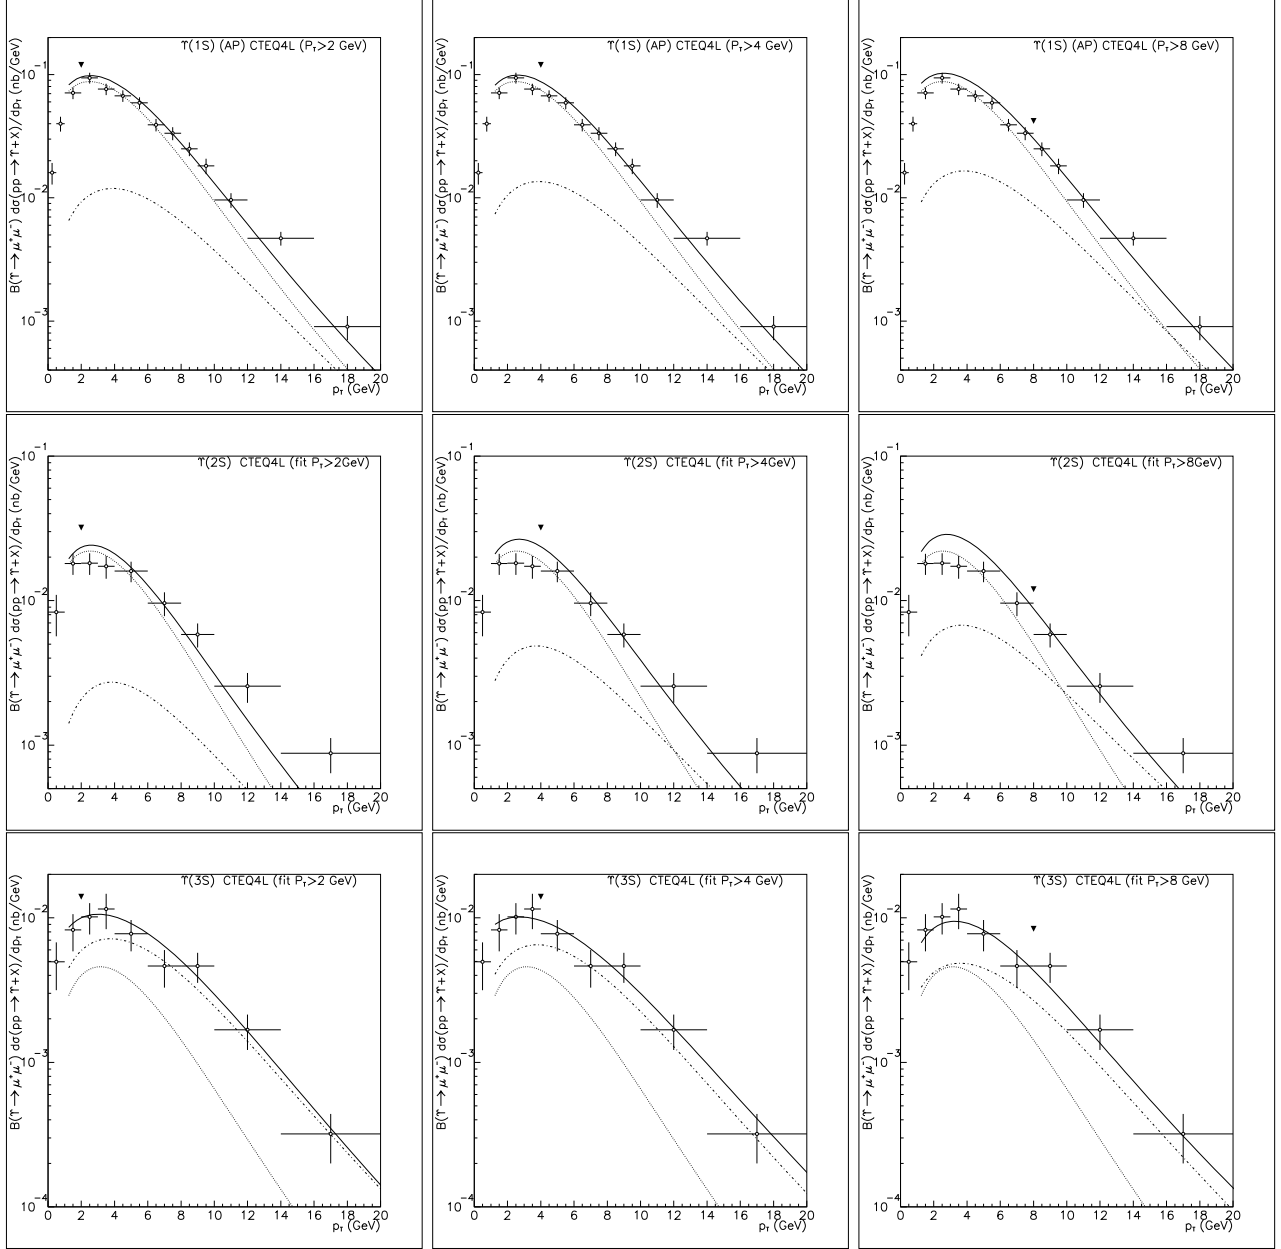 ϒ(1S) (AP) CTEQ4L (P_T>2 GeV)
B(ϒ→μ⁺μ⁻) dσ(pp→ϒ+X)/dp_T (nb/GeV)
10⁻¹
10⁻²
10⁻³
0 2 4 6 8 10 12 14 16 18 20
p_T (GeV)
ϒ(1S) (AP) CTEQ4L (P_T>4 GeV)
B(ϒ→μ⁺μ⁻) dσ(pp→ϒ+X)/dp_T (nb/GeV)
10⁻¹
10⁻²
10⁻³
0 2 4 6 8 10 12 14 16 18 20
p_T (GeV)
ϒ(1S) (AP) CTEQ4L (P_T>8 GeV)
B(ϒ→μ⁺μ⁻) dσ(pp→ϒ+X)/dp_T (nb/GeV)
10⁻¹
10⁻²
10⁻³
0 2 4 6 8 10 12 14 16 18 20
p_T (GeV)
ϒ(2S) CTEQ4L (fit P_T>2GeV)
B(ϒ→μ⁺μ⁻) dσ(pp→ϒ+X)/dp_T (nb/GeV)
10⁻¹
10⁻²
10⁻³
0 2 4 6 8 10 12 14 16 18 20
p_T (GeV)
ϒ(2S) CTEQ4L (fit P_T>4GeV)
B(ϒ→μ⁺μ⁻) dσ(pp→ϒ+X)/dp_T (nb/GeV)
10⁻¹
10⁻²
10⁻³
0 2 4 6 8 10 12 14 16 18 20
p_T (GeV)
ϒ(2S) CTEQ4L (fit P_T>8GeV)
B(ϒ→μ⁺μ⁻) dσ(pp→ϒ+X)/dp_T (nb/GeV)
10⁻¹
10⁻²
10⁻³
0 2 4 6 8 10 12 14 16 18 20
p_T (GeV)
ϒ(3S) CTEQ4L (fit P_T>2 GeV)
B(ϒ→μ⁺μ⁻) dσ(pp→ϒ+X)/dp_T (nb/GeV)
10⁻²
10⁻³
10⁻⁴
0 2 4 6 8 10 12 14 16 18 20
p_T (GeV)
ϒ(3S) CTEQ4L (fit P_T>4 GeV)
B(ϒ→μ⁺μ⁻) dσ(pp→ϒ+X)/dp_T (nb/GeV)
10⁻²
10⁻³
10⁻⁴
0 2 4 6 8 10 12 14 16 18 20
p_T (GeV)
ϒ(3S) CTEQ4L (fit P_T>8 GeV)
B(ϒ→μ⁺μ⁻) dσ(pp→ϒ+X)/dp_T (nb/GeV)
10⁻²
10⁻³
10⁻⁴
0 2 4 6 8 10 12 14 16 18 20
p_T (GeV)